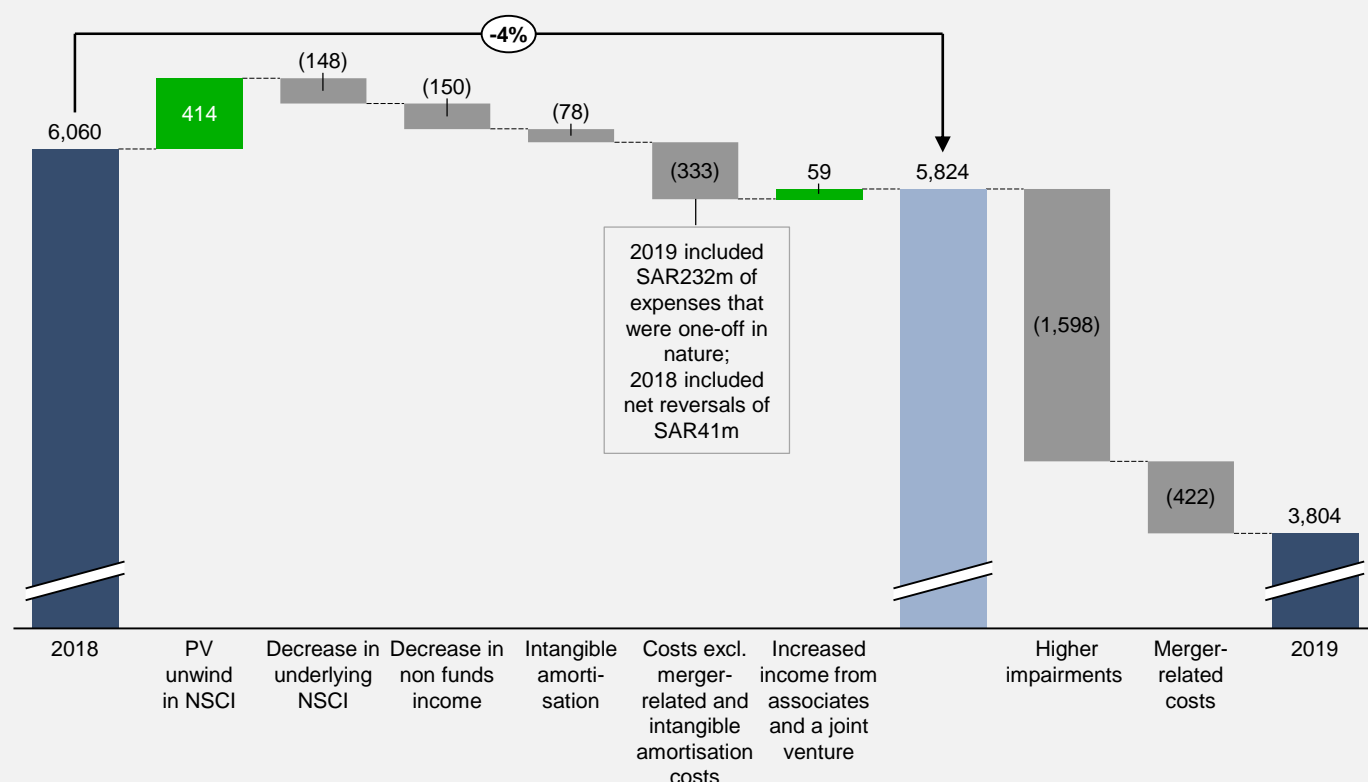 -4%
6,060
414
(148)
(150)
(78)
(333)
59
5,824
(1,598)
(422)
3,804
2019 included
SAR232m of
expenses that
were one-off in
nature;
2018 included
net reversals of
SAR41m
2018
PV
unwind
in NSCI
Decrease in
underlying
NSCI
Decrease in
non funds
income
Intangible
amorti-
sation
Costs excl.
merger-
related and
intangible
amortisation
costs
Increased
income from
associates
and a joint
venture
Higher
impairments
Merger-
related
costs
2019